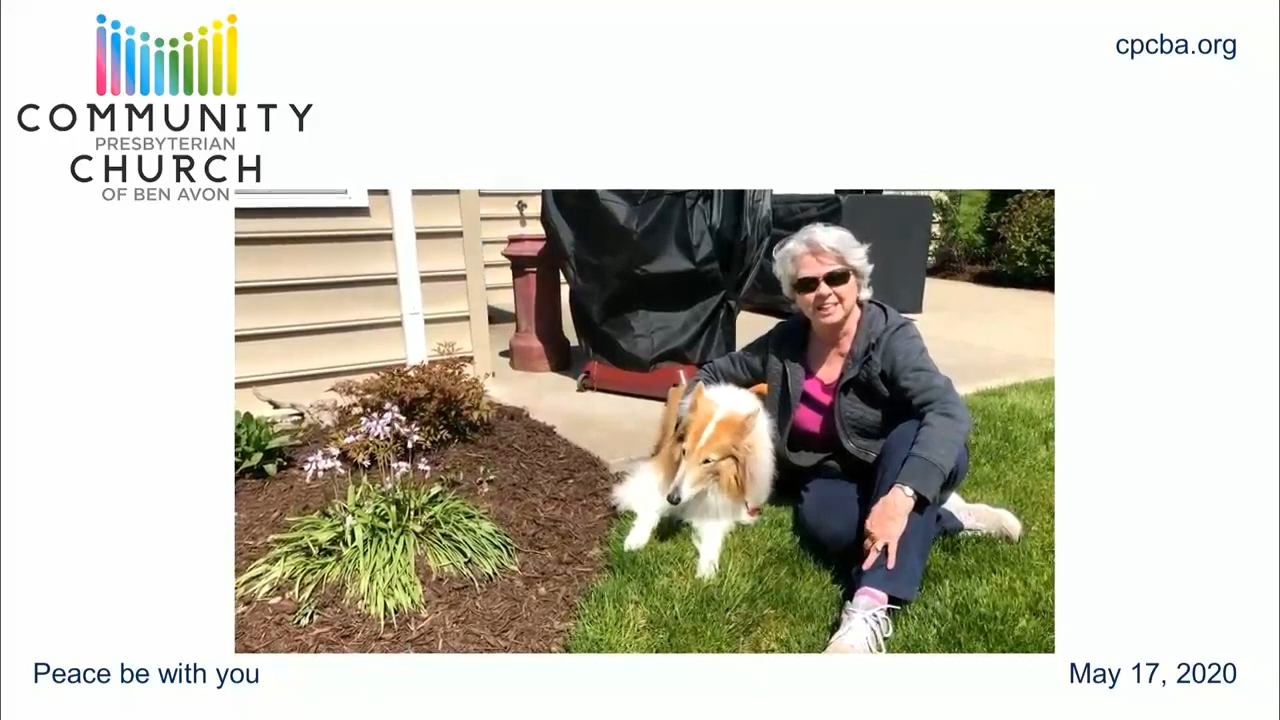 COMMUNITY
PRESBYTERIAN
CHURCH
OF BEN AVON
cpcba.org
Peace be with you
May 17, 2020